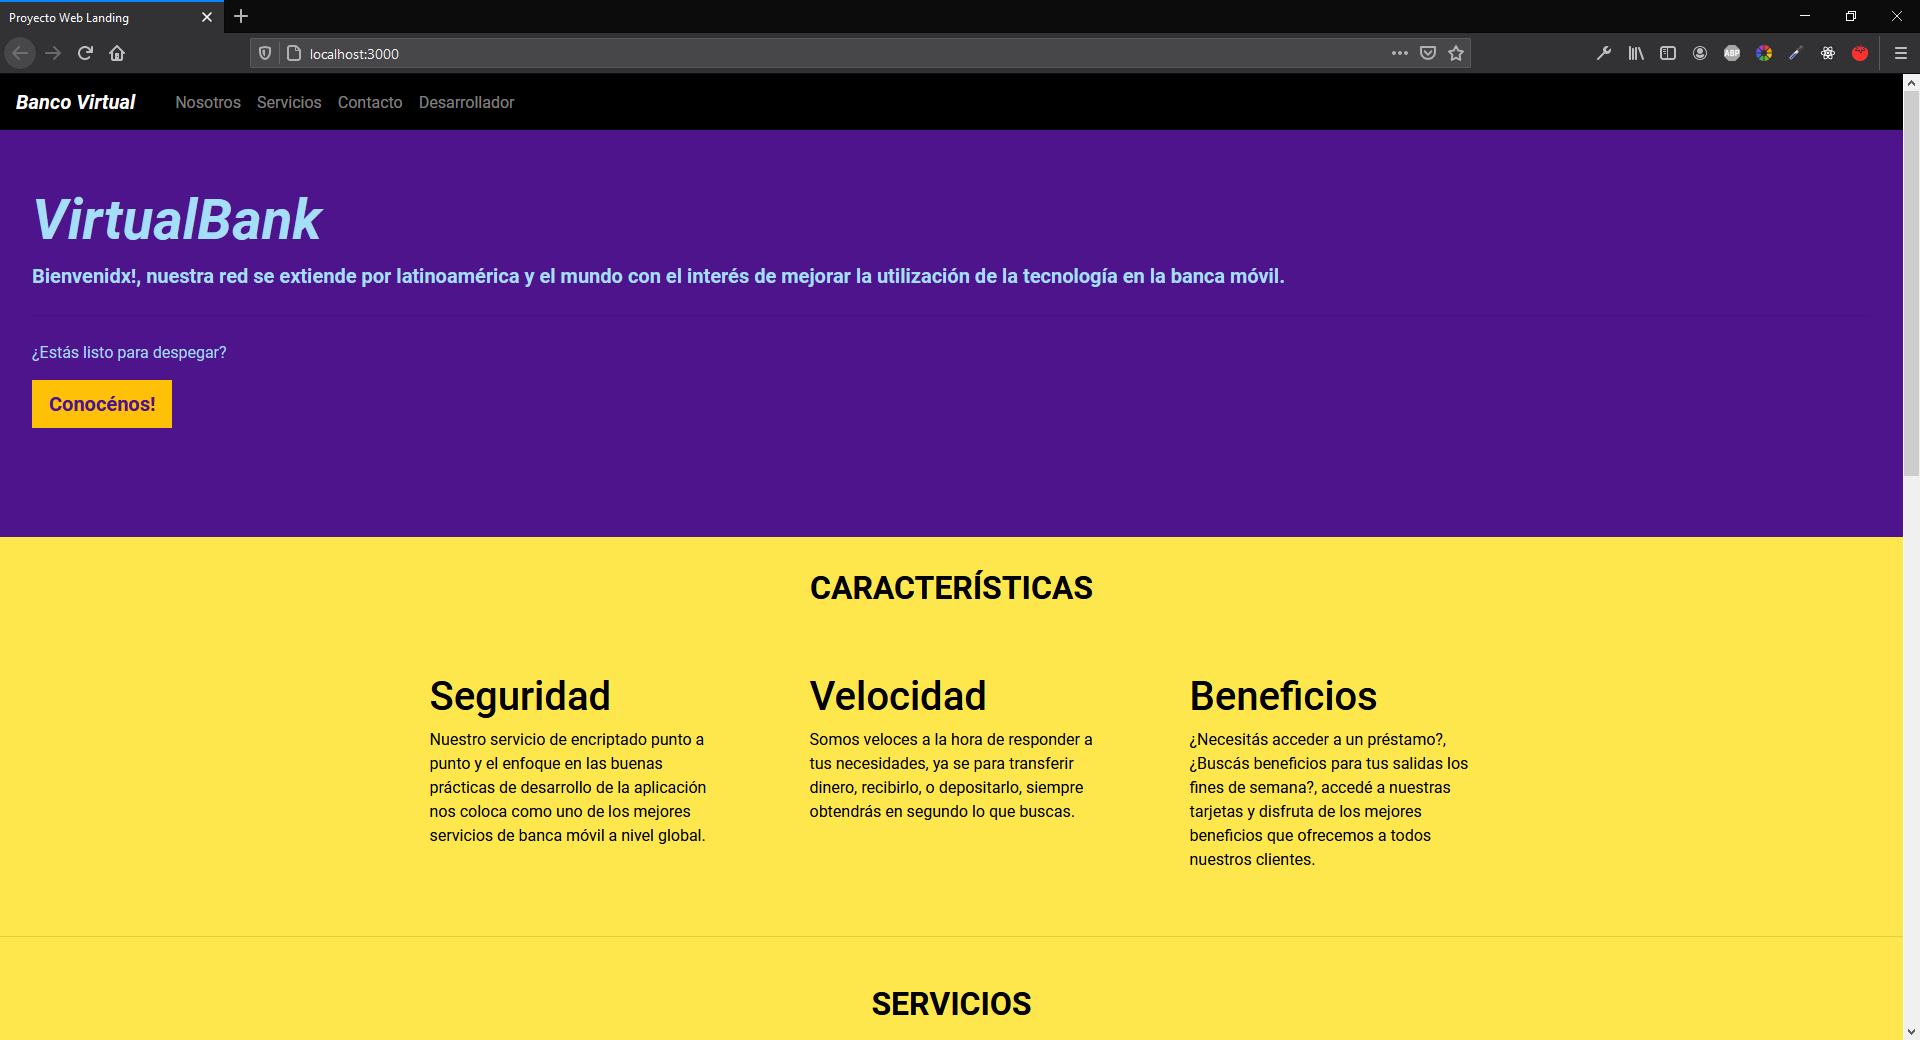 Proyecto Web Landing
localhost:3000
ABP
Banco Virtual Nosotros Servicios Contacto Desarrollador
VirtualBank
Bienvenidx!, nuestra red se extiende por latinoamérica y el mundo con el interés de mejorar la utilización de la tecnología en la banca móvil.
¿Estás listo para despegar?
Conocénos!
CARACTERÍSTICAS
Seguridad
Nuestro servicio de encriptado punto a
punto y el enfoque en las buenas
prácticas de desarrollo de la aplicación
nos coloca como uno de los mejores
servicios de banca móvil a nivel global.
Velocidad
Somos veloces a la hora de responder a
tus necesidades, ya se para transferir
dinero, recibirlo, o depositarlo, siempre
obtendrás en segundo lo que buscas.
Beneficios
¿Necesitás acceder a un préstamo?,
¿Buscás beneficios para tus salidas los
fines de semana?, accedé a nuestras
tarjetas y disfruta de los mejores
beneficios que ofrecemos a todos
nuestros clientes.
SERVICIOS